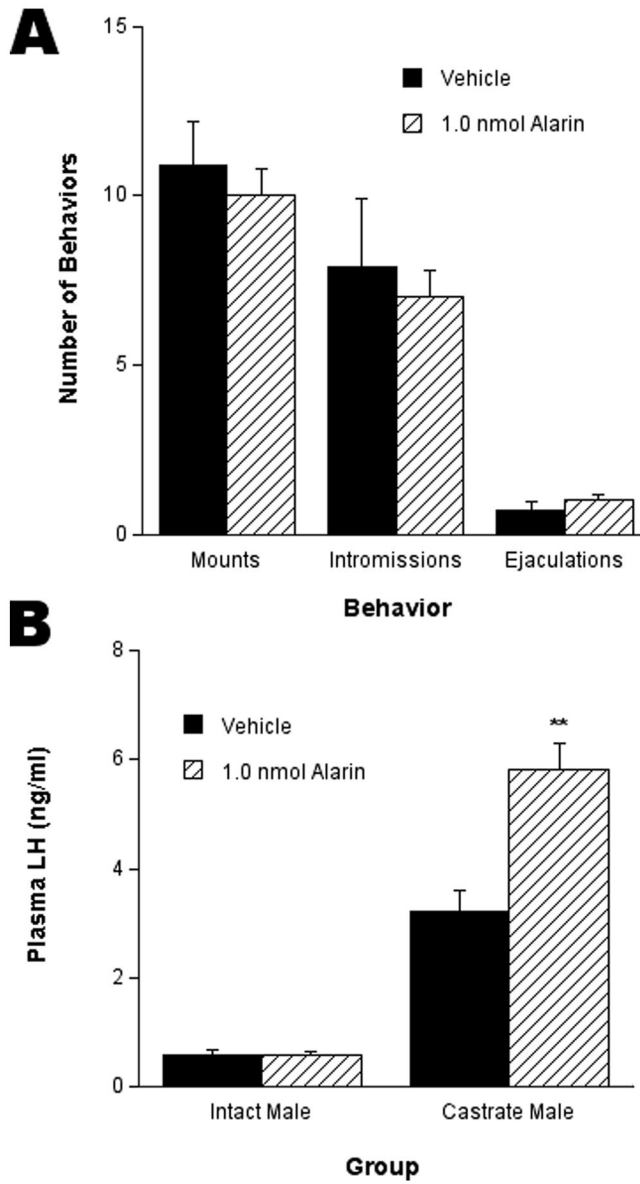 A
15
10
5
0
Number of Behaviors
Vehicle
1.0 nmol Alarin
Mounts Intromissions Ejaculations
Behavior
B
8
6
4
2
0
Plasma LH (ng/ml)
Vehicle
1.0 nmol Alarin
**
Intact Male Castrate Male
Group